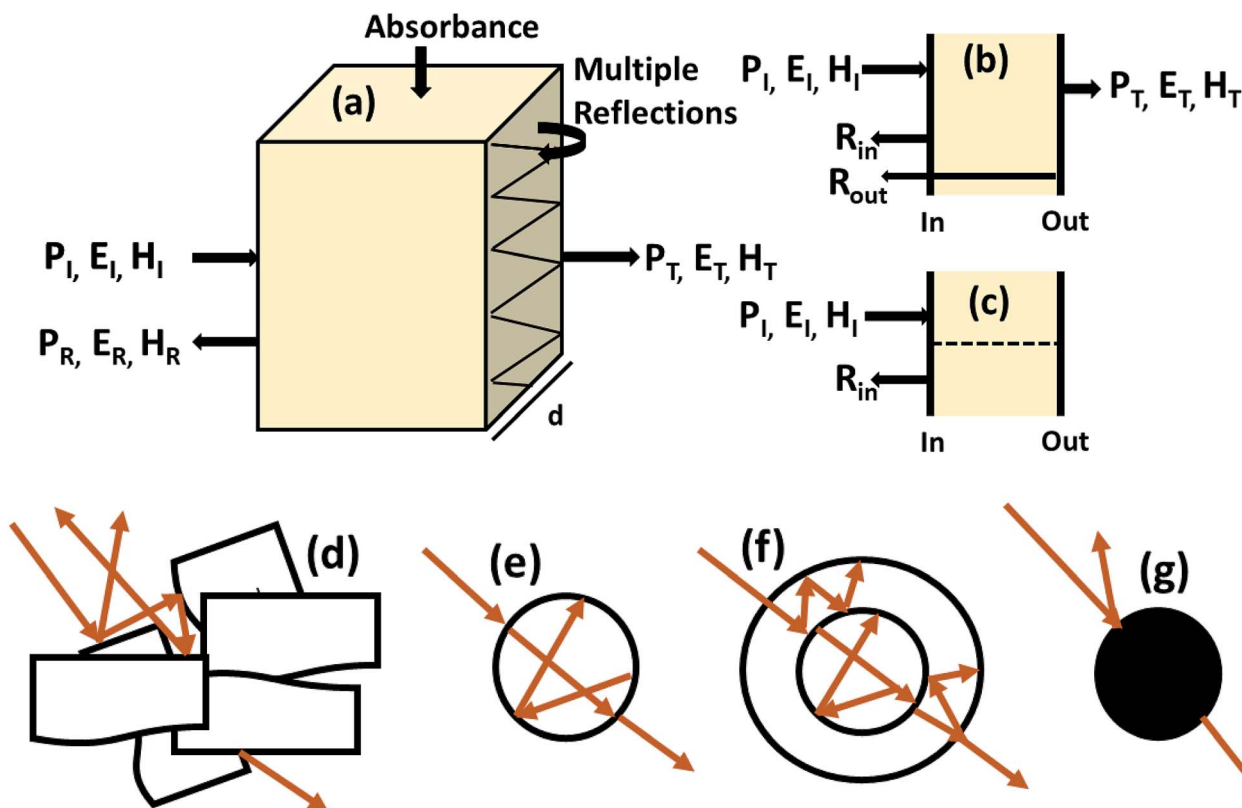 Absorbance
(a)
Multiple
Reflections
P_I, E_I, H_I
P_R, E_R, H_R
P_T, E_T, H_T
d
(b)
P_I, E_I, H_I
P_T, E_T, H_T
R_in
R_out
In Out
(c)
P_I, E_I, H_I
R_in
In Out
(d)
(e)
(f)
(g)